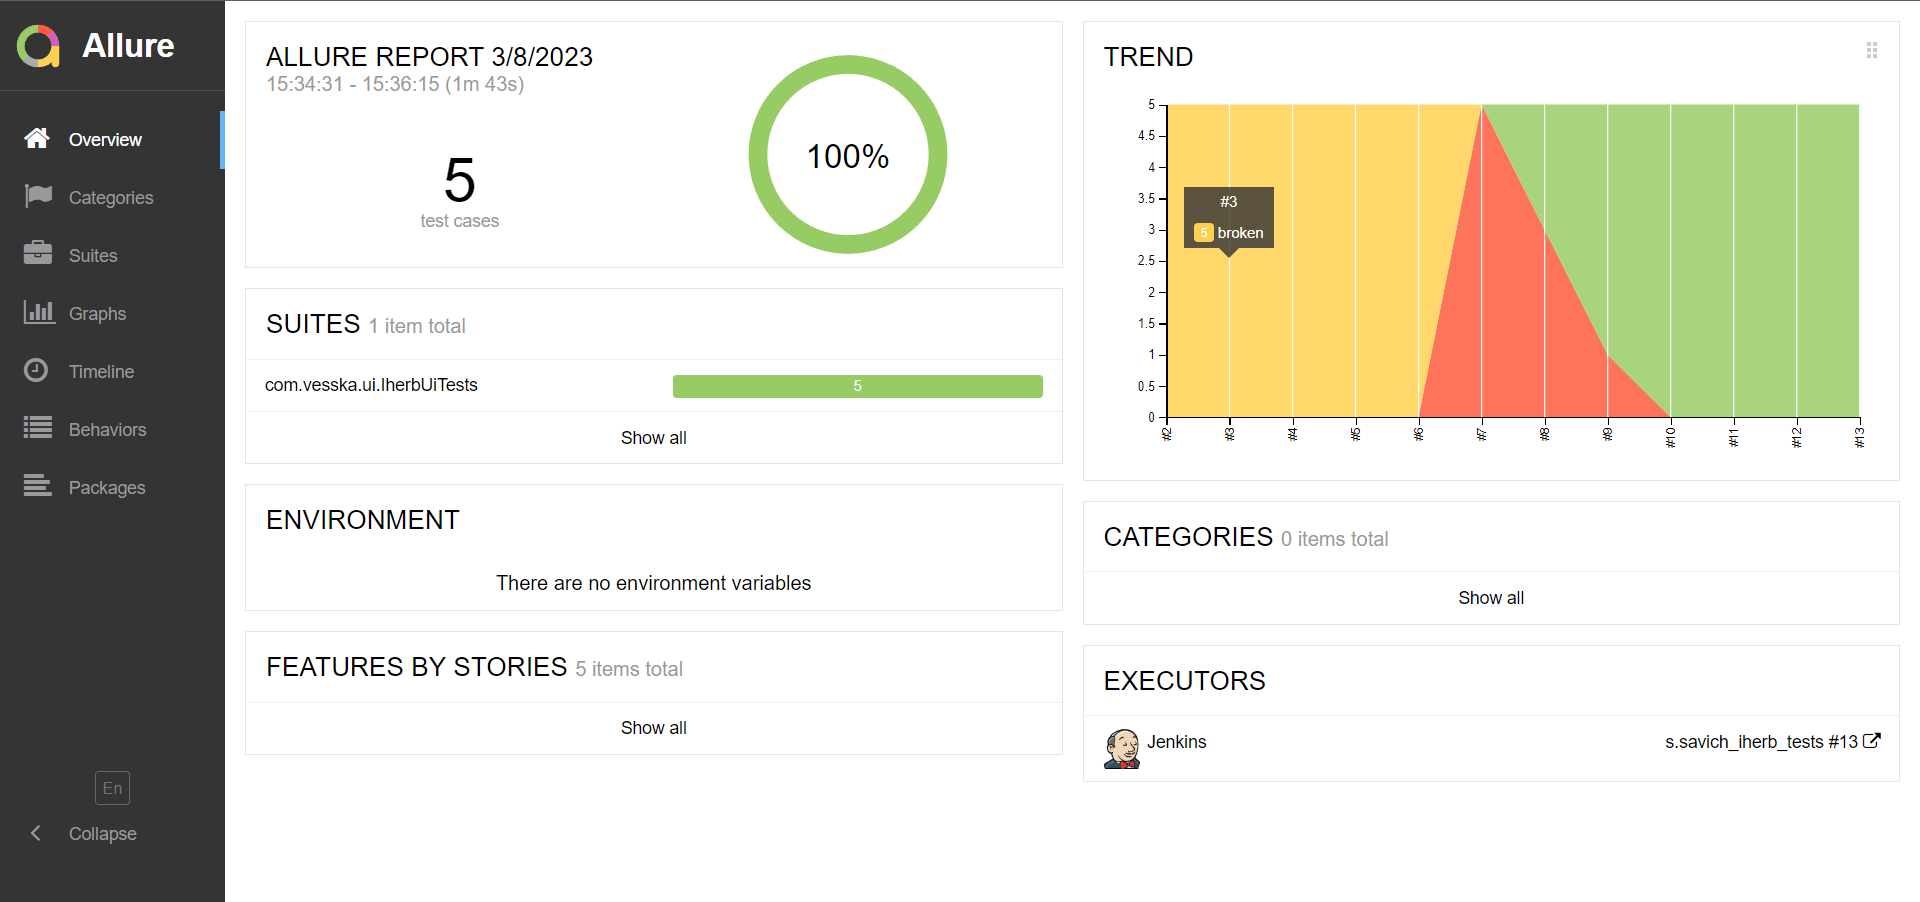 Allure
Overview
Categories
Suites
Graphs
Timeline
Behaviors
Packages
En
Collapse
ALLURE REPORT 3/8/2023
15:34:31 - 15:36:15 (1m 43s)
5
test cases
100%
SUITES 1 item total
com.vesska.ui.IherbUiTests 5
Show all
ENVIRONMENT
There are no environment variables
FEATURES BY STORIES 5 items total
Show all
TREND
5
4.5
4
3.5
3
2.5
2
1.5
1
0.5
0
#3
5 broken
#2 #3 #4 #5 #6 #7 #8 #9 #10 #11 #12 #13
CATEGORIES 0 items total
Show all
EXECUTORS
Jenkins s.savich_iherb_tests #13